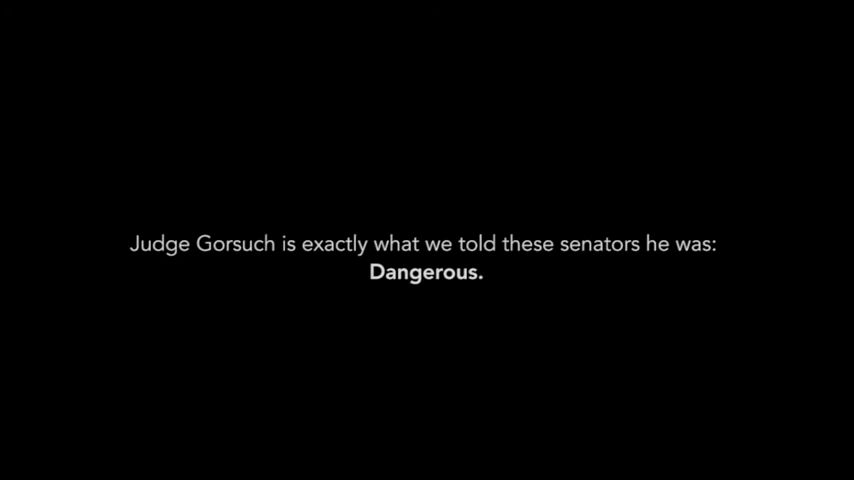 Judge Gorsuch is exactly what we told these senators he was:
Dangerous.